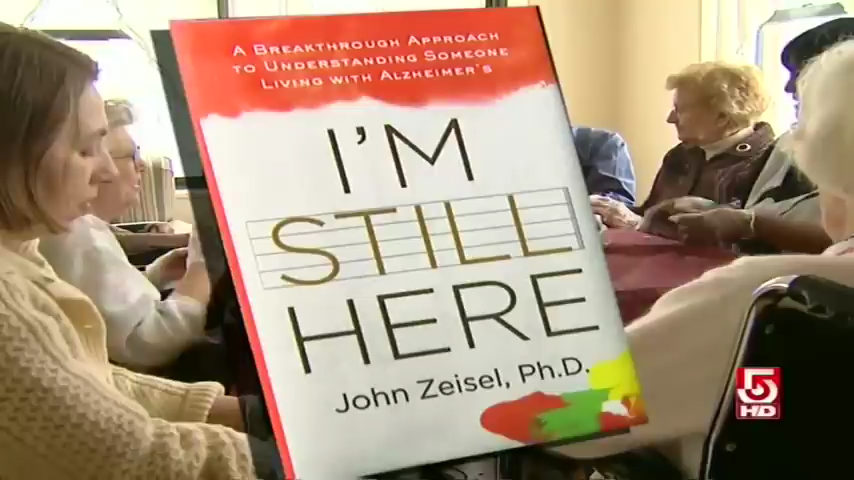 A Breakthrough Approach
to Understanding Someone
Living with Alzheimer's
I'M
STILL
HERE
John Zeisel, Ph.D.
5
HD